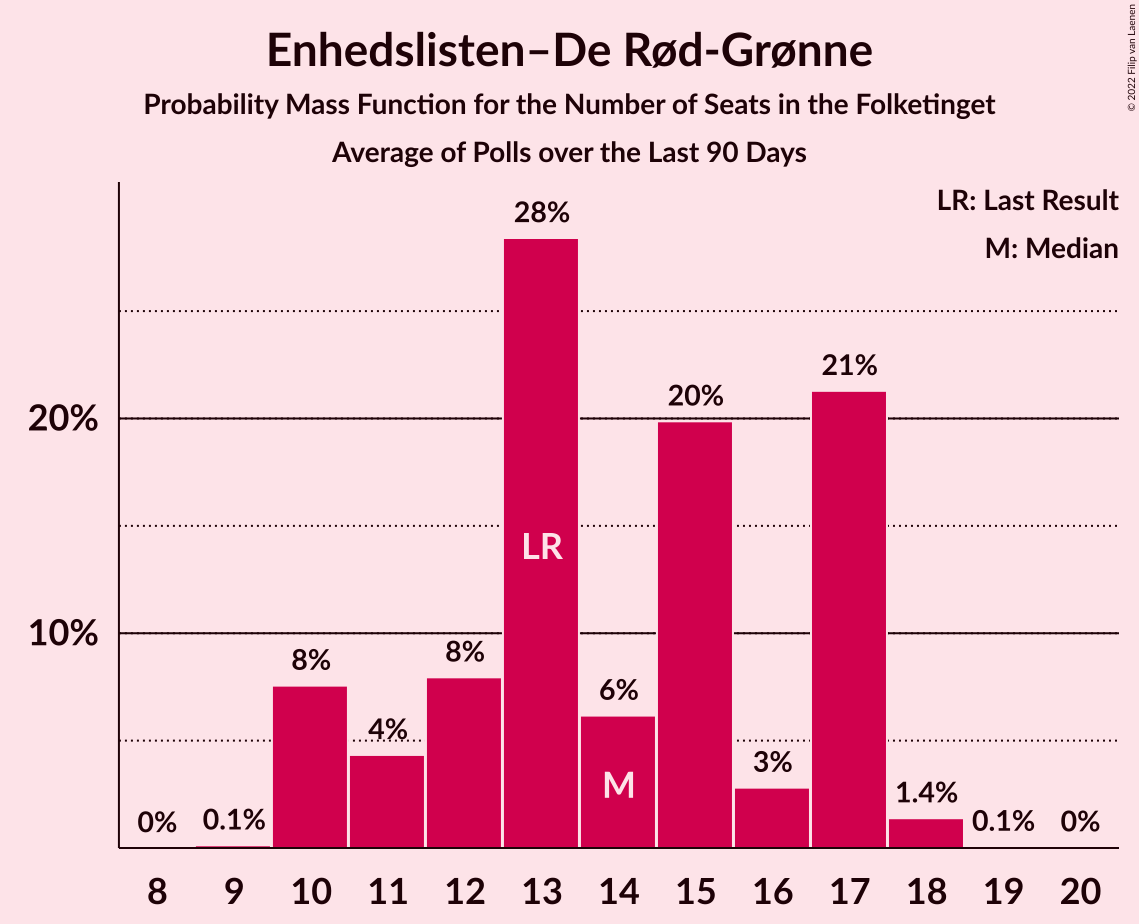 Enhedslisten–De Rød-Grønne
Probability Mass Function for the Number of Seats in the Folketinget
Average of Polls over the Last 90 Days
© 2022 Filip van Laenen
LR: Last Result
M: Median
28%
21%
20%
20%
LR
10%
8%
8%
6%
4%
3%
M
1.4%
0%
0.1%
0.1%
0%
8 9 10 11 12 13 14 15 16 17 18 19 20